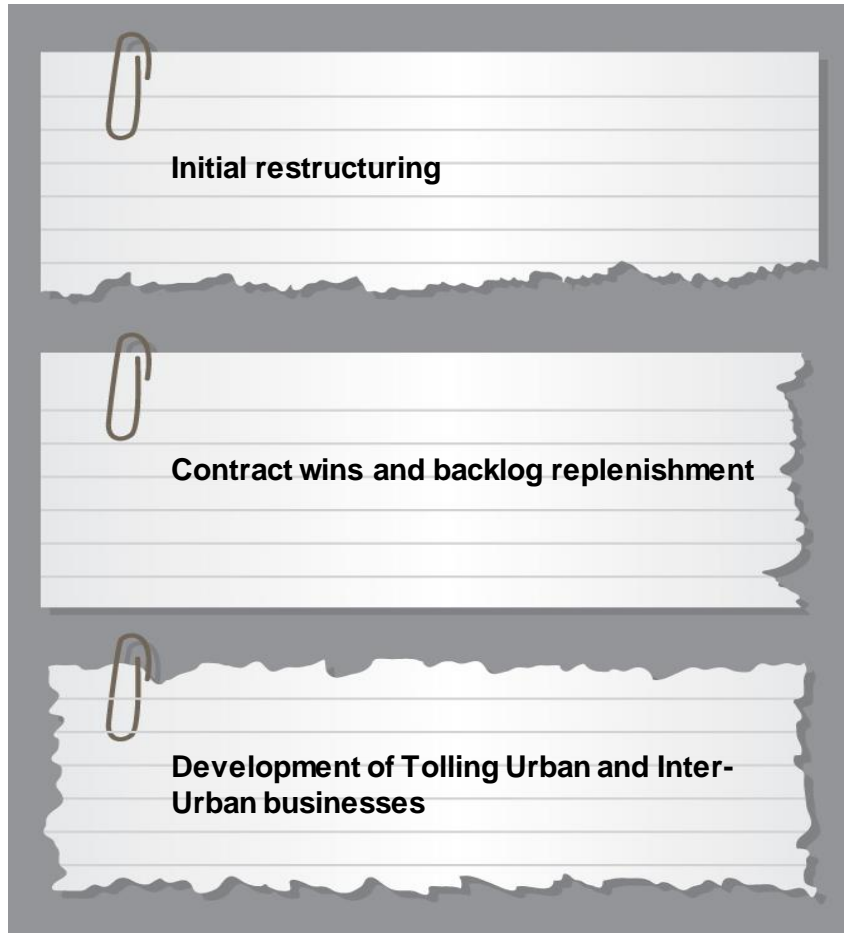 Initial restructuring
Contract wins and backlog replenishment
Development of Tolling Urban and Inter-
Urban businesses